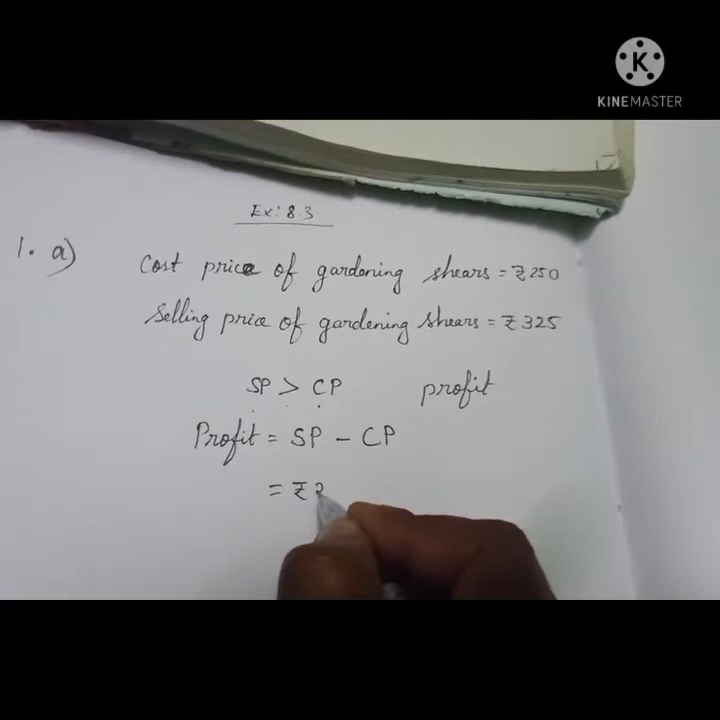 KINEMASTER
Ex: 8.3
1. a) Cost price of gardening shears = ₹250
Selling price of gardening shears = ₹325
SP > CP profit
Profit = SP - CP
= ₹3